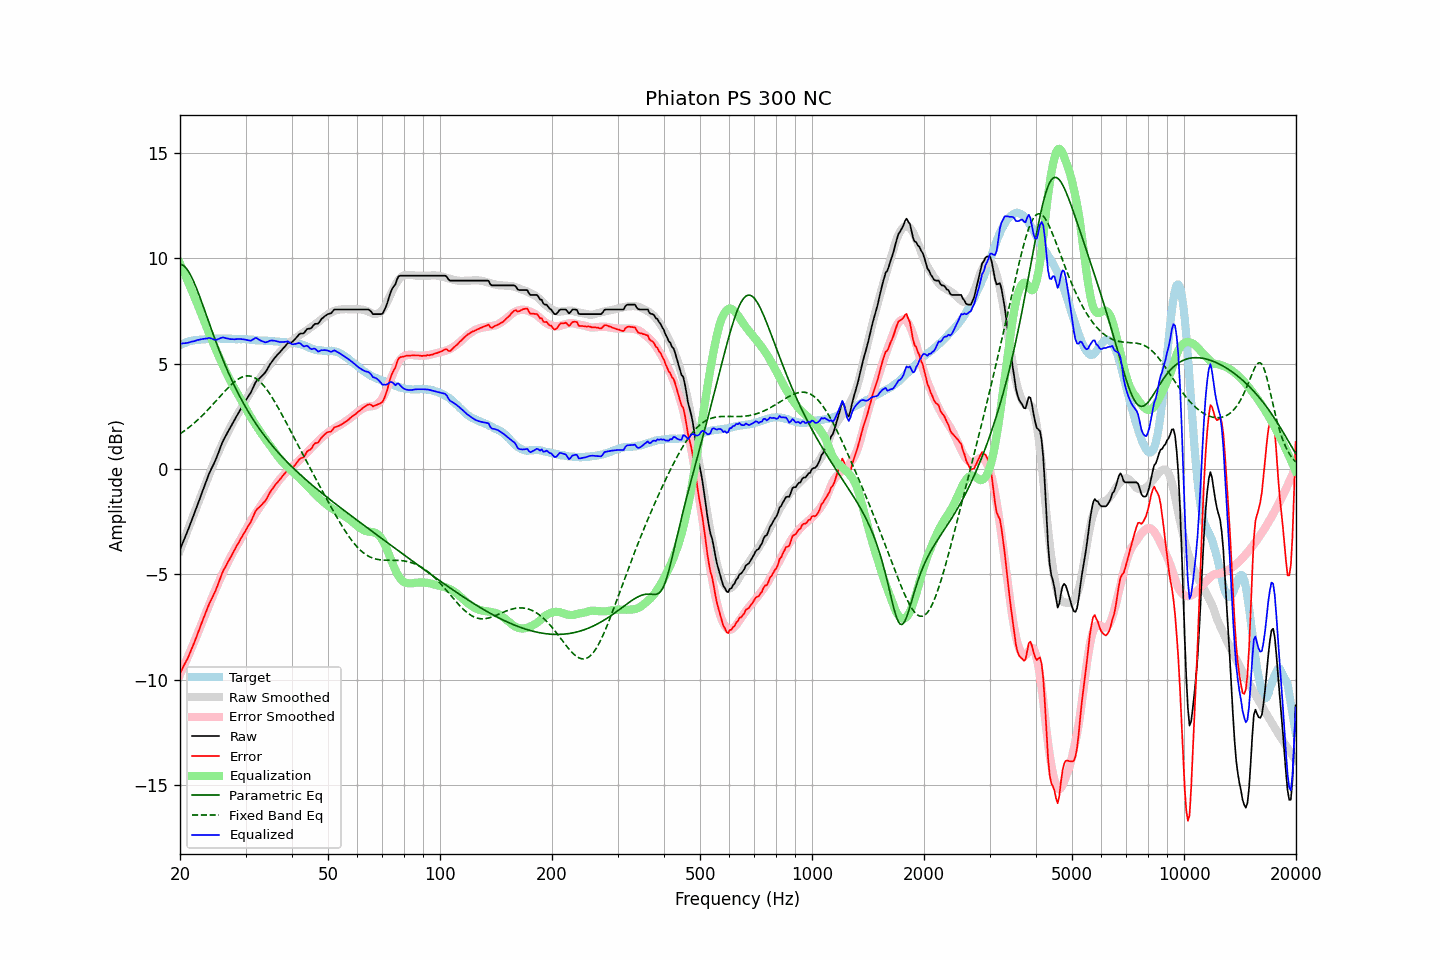 Phiaton PS 300 NC
Amplitude (dBr)
15
10
5
0
−5
−10
−15
Target
Raw Smoothed
Error Smoothed
Raw
Error
Equalization
Parametric Eq
Fixed Band Eq
Equalized
20 50 100 200 500 1000 2000 5000 10000 20000
Frequency (Hz)